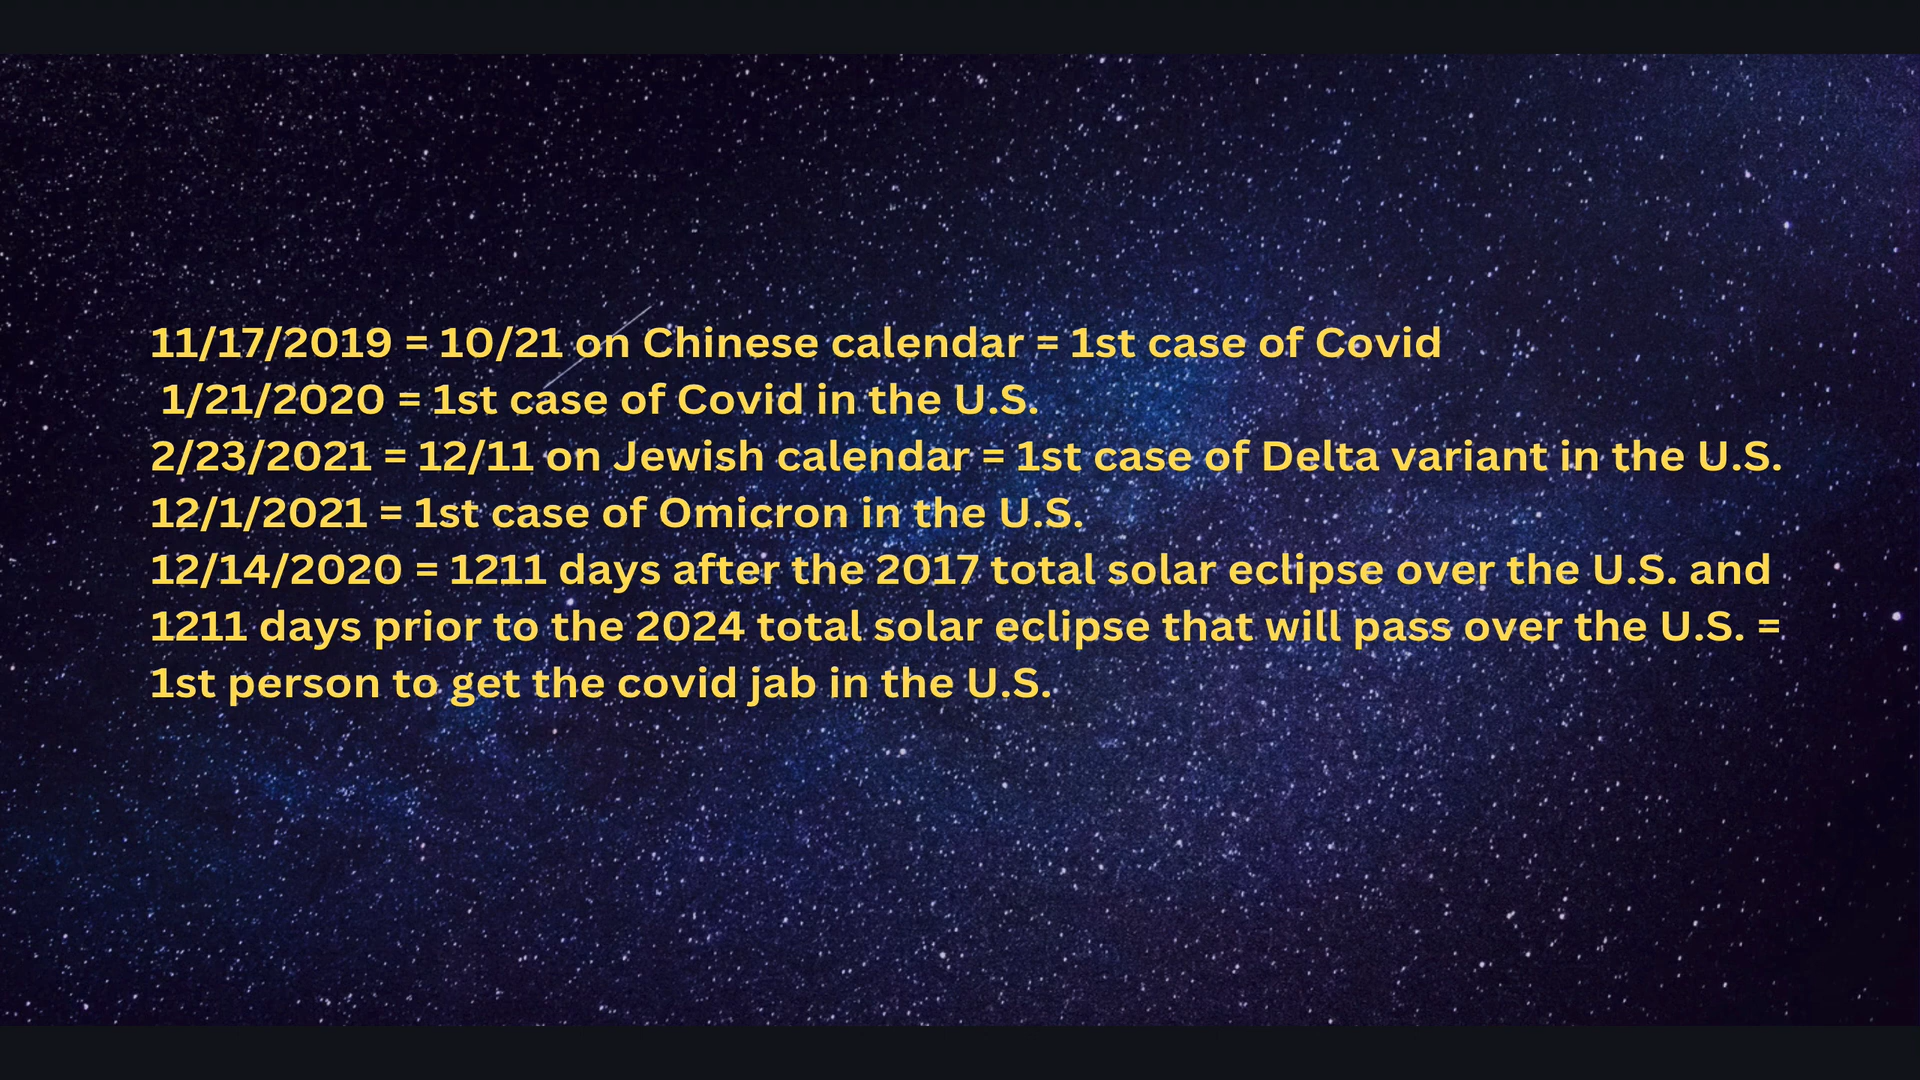 11/17/2019 = 10/21 on Chinese calendar = 1st case of Covid
1/21/2020 = 1st case of Covid in the U.S.
2/23/2021 = 12/11 on Jewish calendar = 1st case of Delta variant in the U.S.
12/1/2021 = 1st case of Omicron in the U.S.
12/14/2020 = 1211 days after the 2017 total solar eclipse over the U.S. and
1211 days prior to the 2024 total solar eclipse that will pass over the U.S. =
1st person to get the covid jab in the U.S.